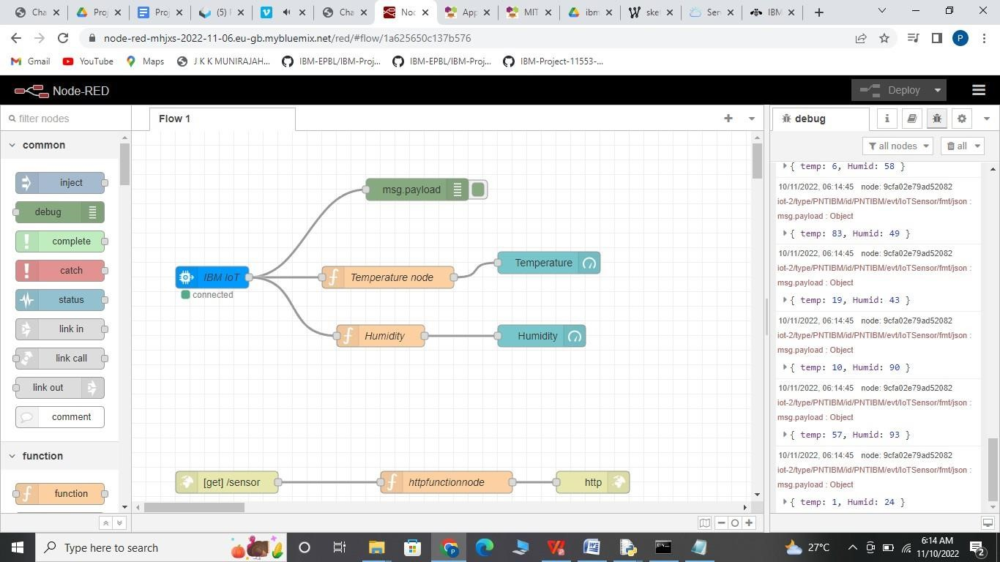 Cha
Proj
Proj
(5) F
V
Cha
Noc
App
MIT
ibm
sket
Sen
IBM
node-red-mhjxs-2022-11-06.eu-gb.mybluemix.net/red/#flow/1a625650c137b576
P
Gmail
YouTube
Maps
J K K MUNIRAJAH...
IBM-EPBL/IBM-Proj...
IBM-EPBL/IBM-Proj...
IBM-Project-11553-...
Node-RED
Deploy
filter nodes
Flow 1
debug
common
all nodes
all
inject
debug
complete
catch
status
link in
link call
link out
comment
function
function
msg.payload
IBM IoT
connected
Temperature node
Temperature
Humidity
Humidity
[get] /sensor
httpfunctionnode
http
{ temp: 6, Humid: 58 }
10/11/2022, 06:14:45 node: 9cfa02e79ad52082
iot-2/type/PNTIBM/id/PNTIBM/evt/IoTSensor/fmt/json :
msg.payload : Object
{ temp: 83, Humid: 49 }
10/11/2022, 06:14:45 node: 9cfa02e79ad52082
iot-2/type/PNTIBM/id/PNTIBM/evt/IoTSensor/fmt/json :
msg.payload : Object
{ temp: 19, Humid: 43 }
10/11/2022, 06:14:45 node: 9cfa02e79ad52082
iot-2/type/PNTIBM/id/PNTIBM/evt/IoTSensor/fmt/json :
msg.payload : Object
{ temp: 10, Humid: 90 }
10/11/2022, 06:14:45 node: 9cfa02e79ad52082
iot-2/type/PNTIBM/id/PNTIBM/evt/IoTSensor/fmt/json :
msg.payload : Object
{ temp: 57, Humid: 93 }
10/11/2022, 06:14:45 node: 9cfa02e79ad52082
iot-2/type/PNTIBM/id/PNTIBM/evt/IoTSensor/fmt/json :
msg.payload : Object
{ temp: 1, Humid: 24 }
Type here to search
27°C
6:14 AM
11/10/2022
2